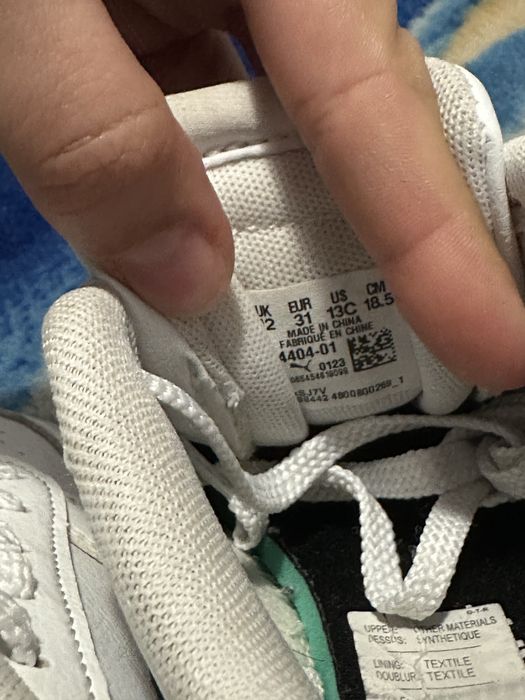 UK EUR US CM
12 31 13C 18.5
MADE IN CHINA
FABRIQUE EN CHINE
4404-01
0123
UPPER: OTHER MATERIALS
DESSUS: SYNTHETIQUE
LINING: TEXTILE
DOUBLUR TEXTILE